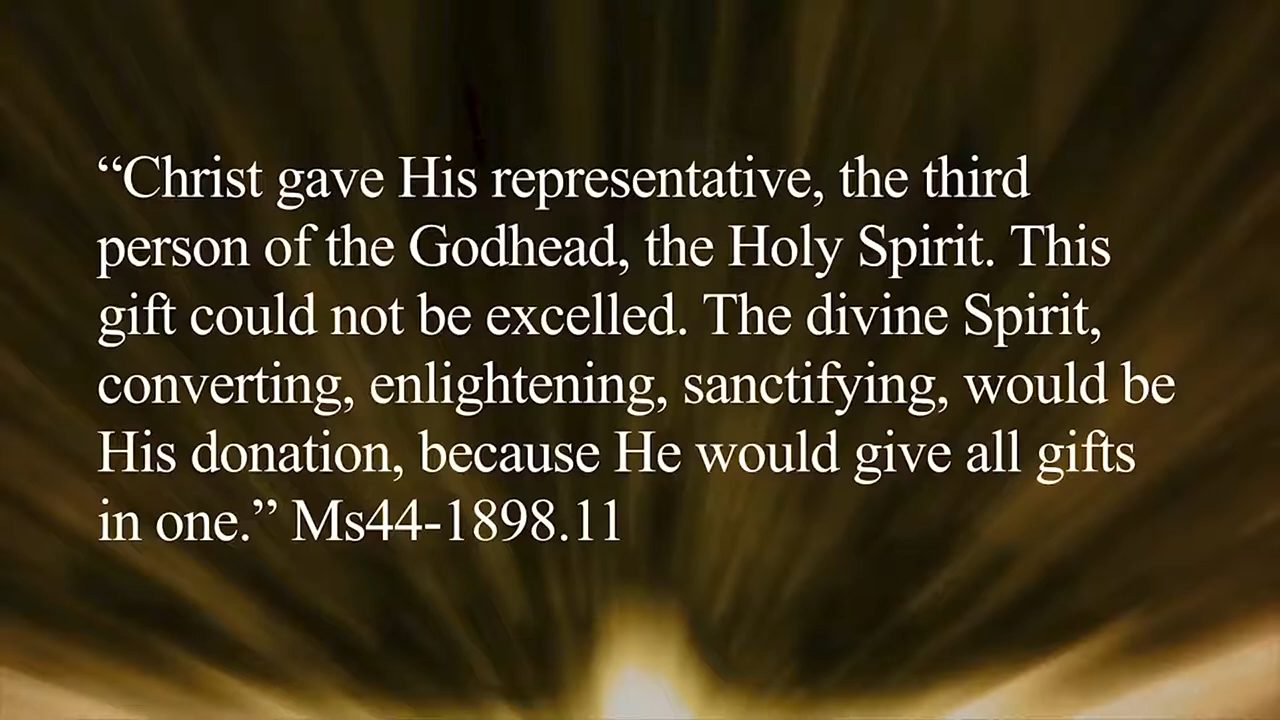 “Christ gave His representative, the third
person of the Godhead, the Holy Spirit. This
gift could not be excelled. The divine Spirit,
converting, enlightening, sanctifying, would be
His donation, because He would give all gifts
in one.” Ms44-1898.11